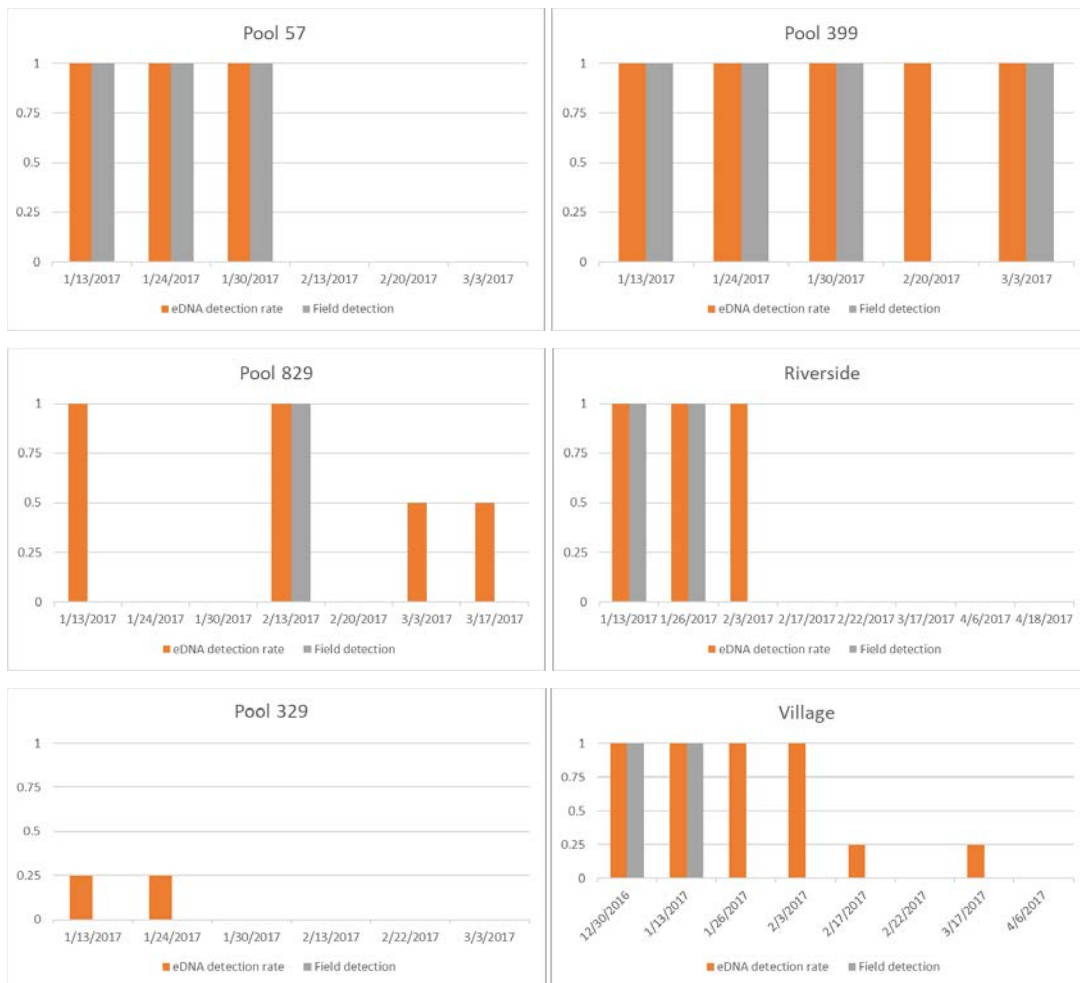 Pool 57
1
0.75
0.5
0.25
0
1/13/2017 1/24/2017 1/30/2017 2/13/2017 2/20/2017 3/3/2017
eDNA detection rate Field detection
Pool 399
1
0.75
0.5
0.25
0
1/13/2017 1/24/2017 1/30/2017 2/20/2017 3/3/2017
eDNA detection rate Field detection
Pool 829
1
0.75
0.5
0.25
0
1/13/2017 1/24/2017 1/30/2017 2/13/2017 2/20/2017 3/3/2017 3/17/2017
eDNA detection rate Field detection
Riverside
1
0.75
0.5
0.25
0
1/13/2017 1/26/2017 2/3/2017 2/17/2017 2/22/2017 3/17/2017 4/6/2017 4/18/2017
eDNA detection rate Field detection
Pool 329
1
0.75
0.5
0.25
0
1/13/2017 1/24/2017 1/30/2017 2/13/2017 2/22/2017 3/3/2017
eDNA detection rate Field detection
Village
1
0.75
0.5
0.25
0
12/30/2016 1/13/2017 1/26/2017 2/3/2017 2/17/2017 2/22/2017 3/17/2017 4/6/2017
eDNA detection rate Field detection